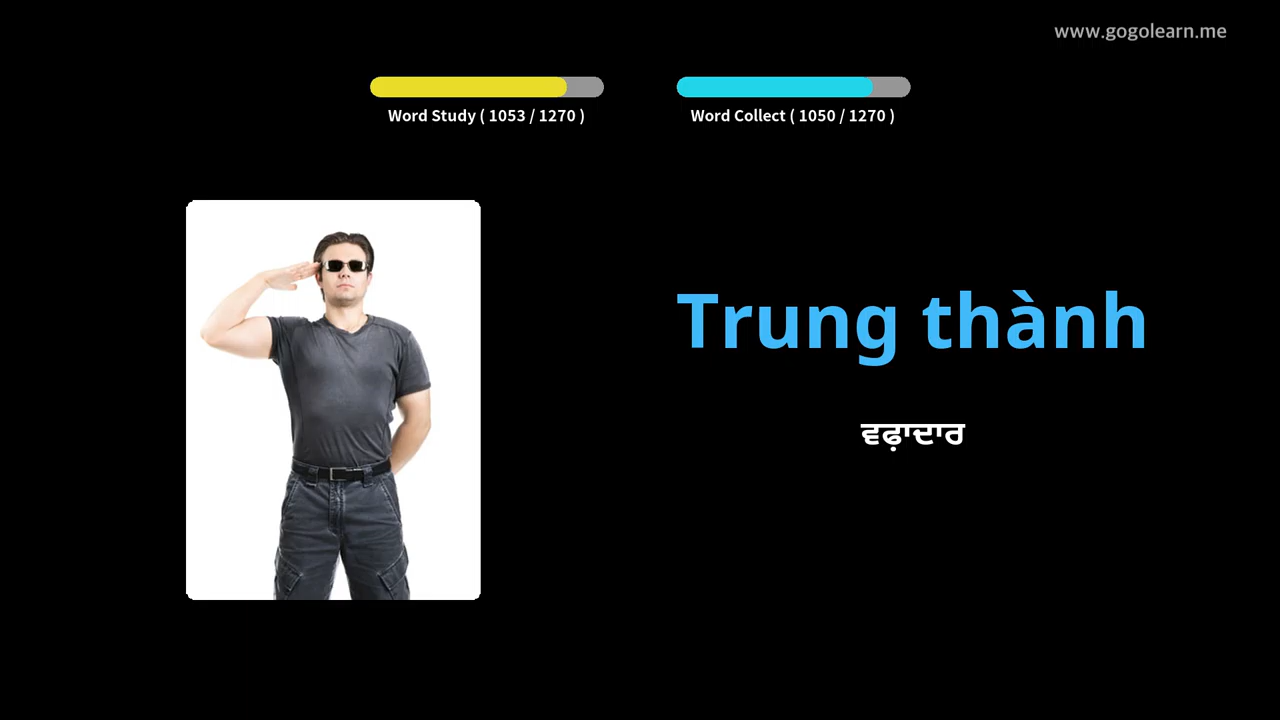 www.gogolearn.me
Word Study ( 1053 / 1270 )
Word Collect ( 1050 / 1270 )
Trung thành
ਵਫ਼ਾਦਾਰ